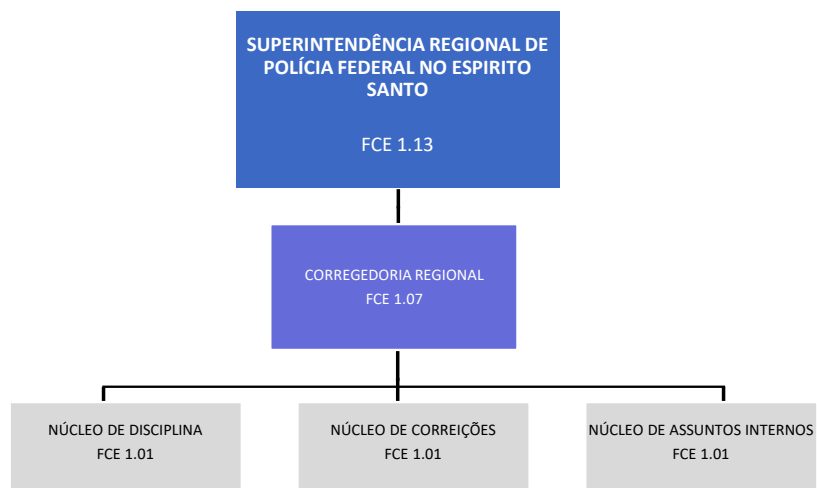 SUPERINTENDÊNCIA REGIONAL DE
POLÍCIA FEDERAL NO ESPIRITO
SANTO
FCE 1.13
CORREGEDORIA REGIONAL
FCE 1.07
NÚCLEO DE DISCIPLINA
FCE 1.01
NÚCLEO DE CORREIÇÕES
FCE 1.01
NÚCLEO DE ASSUNTOS INTERNOS
FCE 1.01